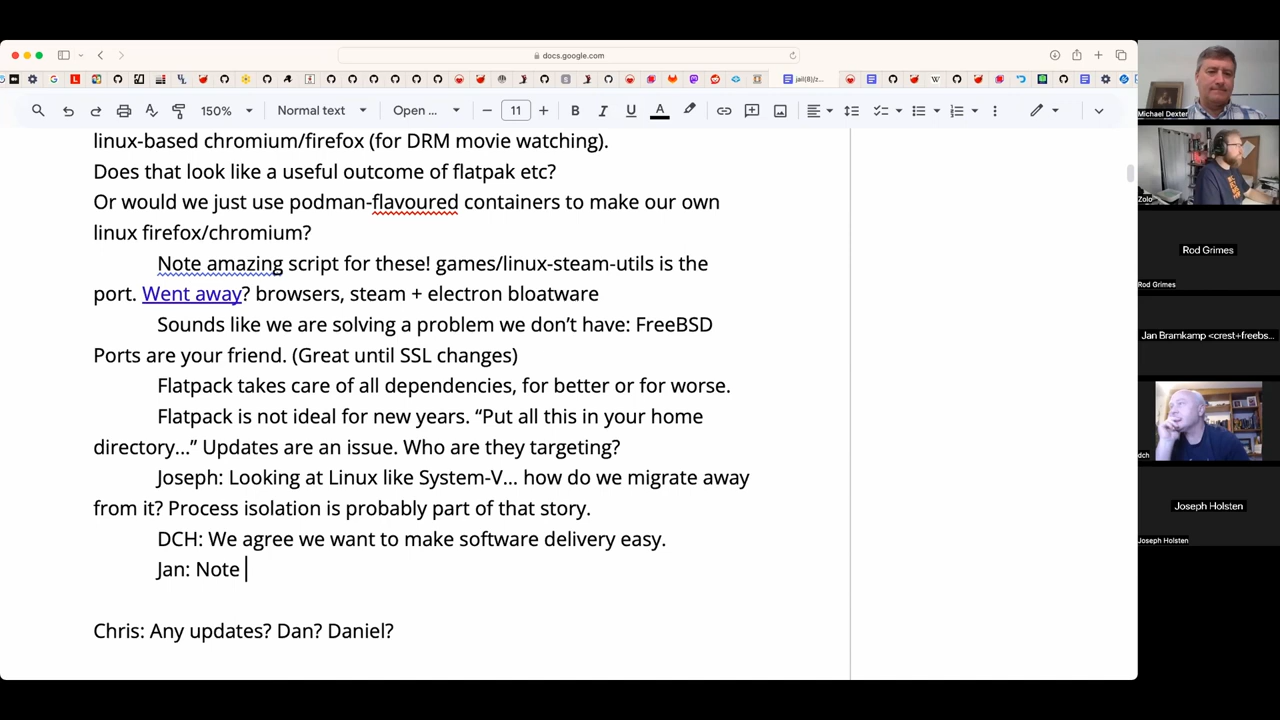 docs.google.com
jail(8)/z...
150%
Normal text
Open ...
11
linux-based chromium/firefox (for DRM movie watching).
Does that look like a useful outcome of flatpak etc?
Or would we just use podman-flavoured containers to make our own
linux firefox/chromium?
Note amazing script for these! games/linux-steam-utils is the
port. Went away? browsers, steam + electron bloatware
Sounds like we are solving a problem we don’t have: FreeBSD
Ports are your friend. (Great until SSL changes)
Flatpack takes care of all dependencies, for better or for worse.
Flatpack is not ideal for new years. “Put all this in your home
directory...” Updates are an issue. Who are they targeting?
Joseph: Looking at Linux like System-V... how do we migrate away
from it? Process isolation is probably part of that story.
DCH: We agree we want to make software delivery easy.
Jan: Note
Chris: Any updates? Dan? Daniel?
Michael Dexter
Zolo
Rod Grimes
Rod Grimes
Jan Bramkamp <crest+freebs...
dch
Joseph Holsten
Joseph Holsten